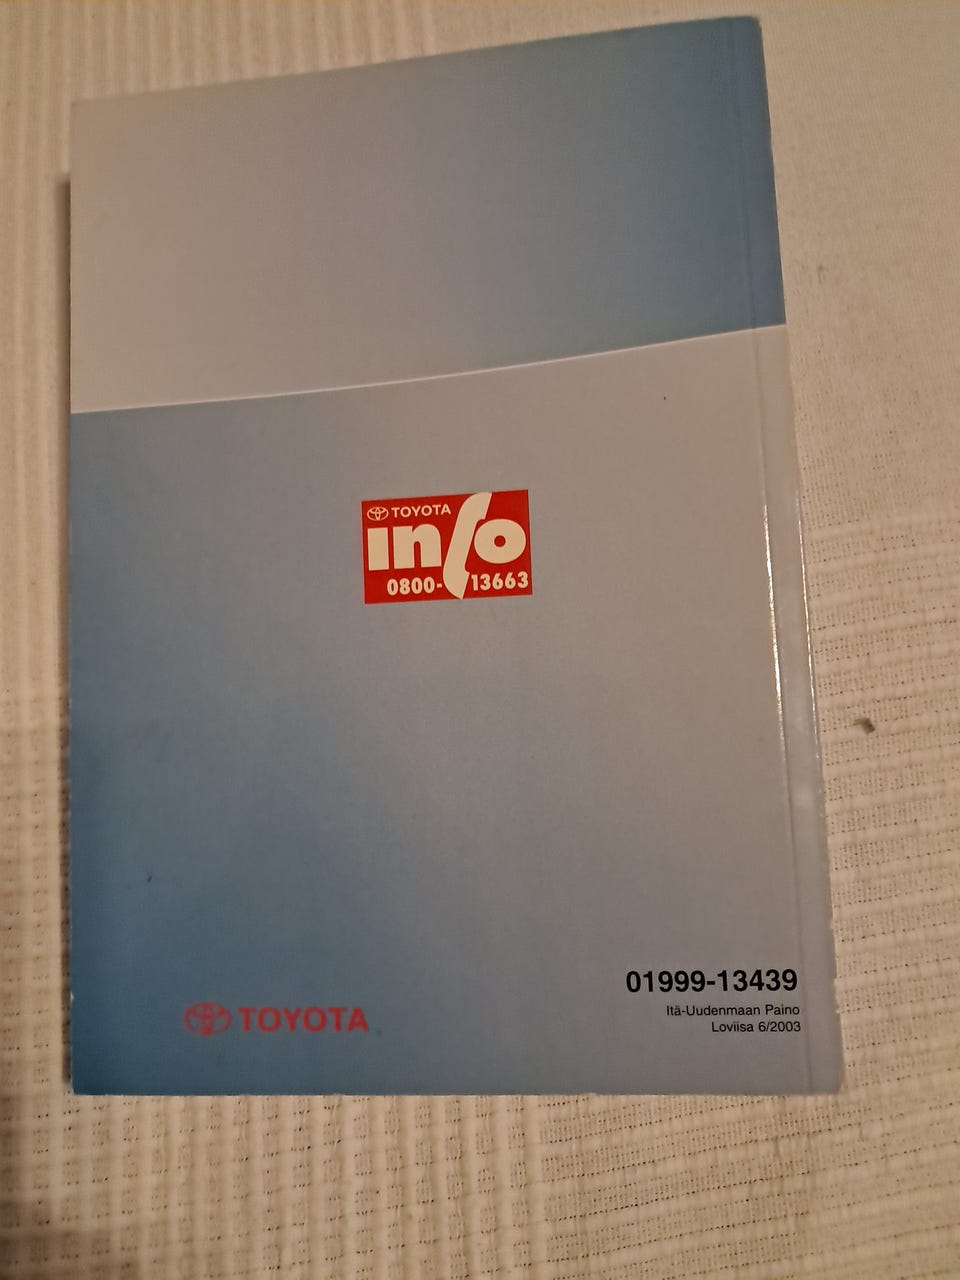 TOYOTA
info
0800- 13663
01999-13439
Itä-Uudenmaan Paino
Loviisa 6/2003
TOYOTA